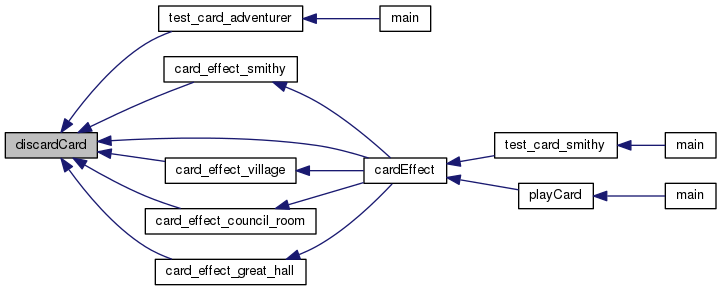 test_card_adventurer
main
card_effect_smithy
discardCard
test_card_smithy
main
card_effect_village
cardEffect
playCard
main
card_effect_council_room
card_effect_great_hall